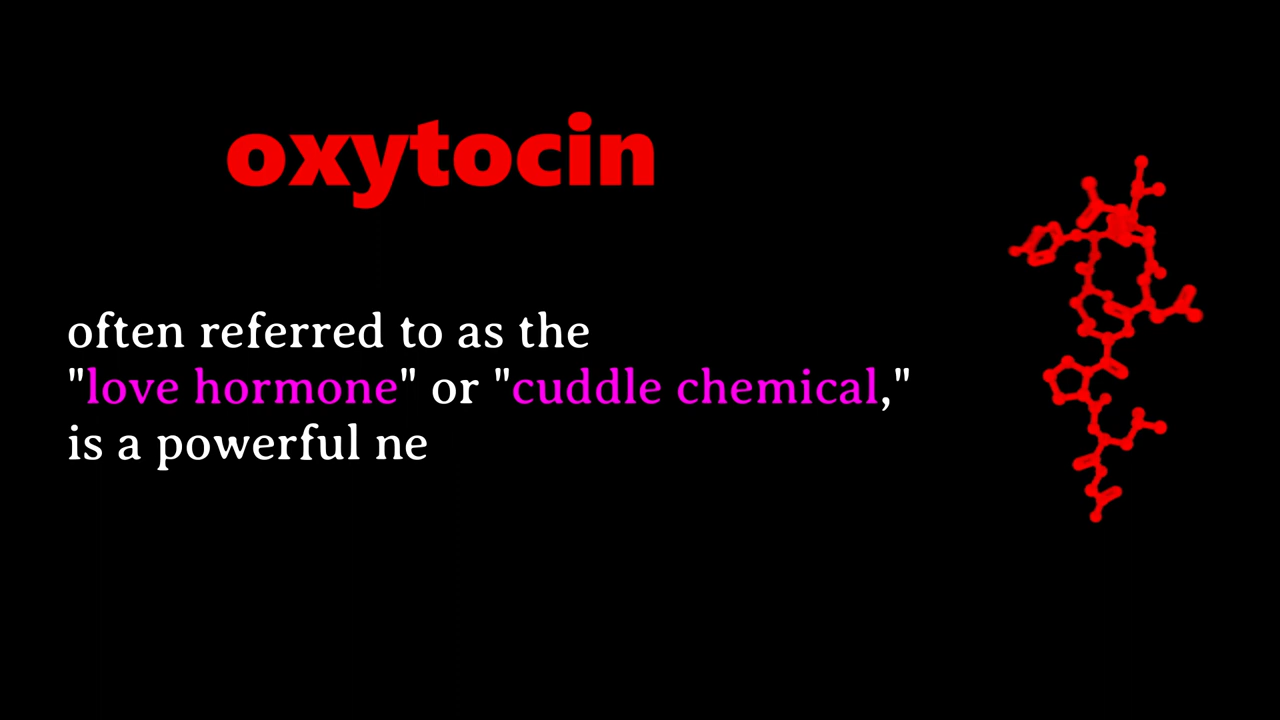 oxytocin
often referred to as the
"love hormone" or "cuddle chemical,"
is a powerful ne